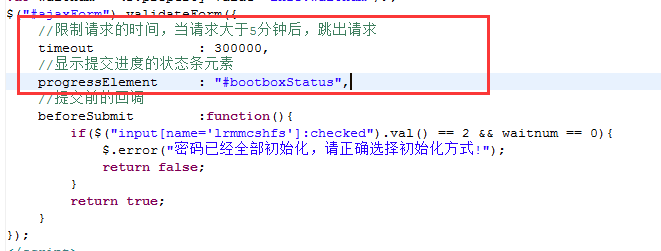 $("#ajaxForm").validateForm({
//限制请求的时间，当请求大于5分钟后，跳出请求
timeout : 300000,
//显示提交进度的状态条元素
progressElement : "#bootboxStatus",
//提交前的回调
beforeSubmit :function(){
if($("input[name='lrmmcshfs']:checked").val() == 2 && waitnum == 0){
$.error("密码已经全部初始化，请正确选择初始化方式!");
return false;
}
return true;
}
});